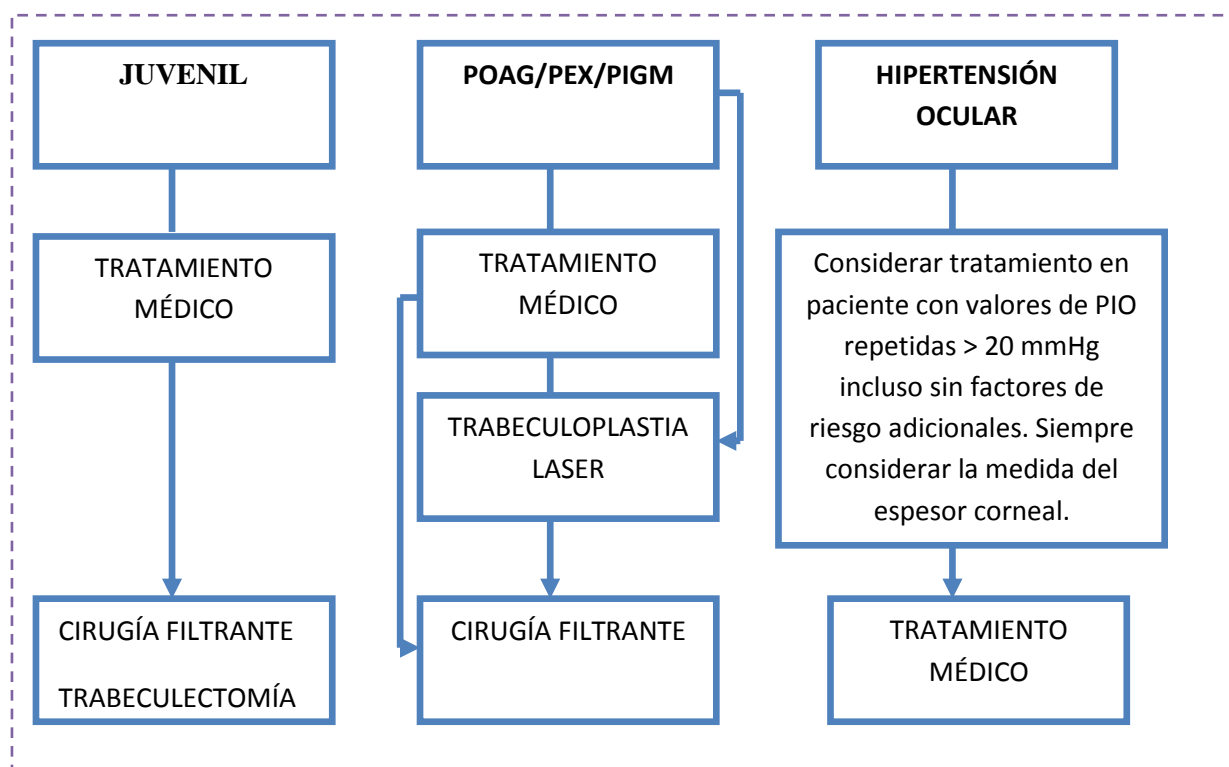 JUVENIL
TRATAMIENTO
MÉDICO
CIRUGÍA FILTRANTE
TRABECULECTOMÍA
POAG/PEX/PIGM
TRATAMIENTO
MÉDICO
TRABECULOPLASTIA
LASER
CIRUGÍA FILTRANTE
HIPERTENSIÓN
OCULAR
Considerar tratamiento en
paciente con valores de PIO
repetidas > 20 mmHg
incluso sin factores de
riesgo adicionales. Siempre
considerar la medida del
espesor corneal.
TRATAMIENTO
MÉDICO